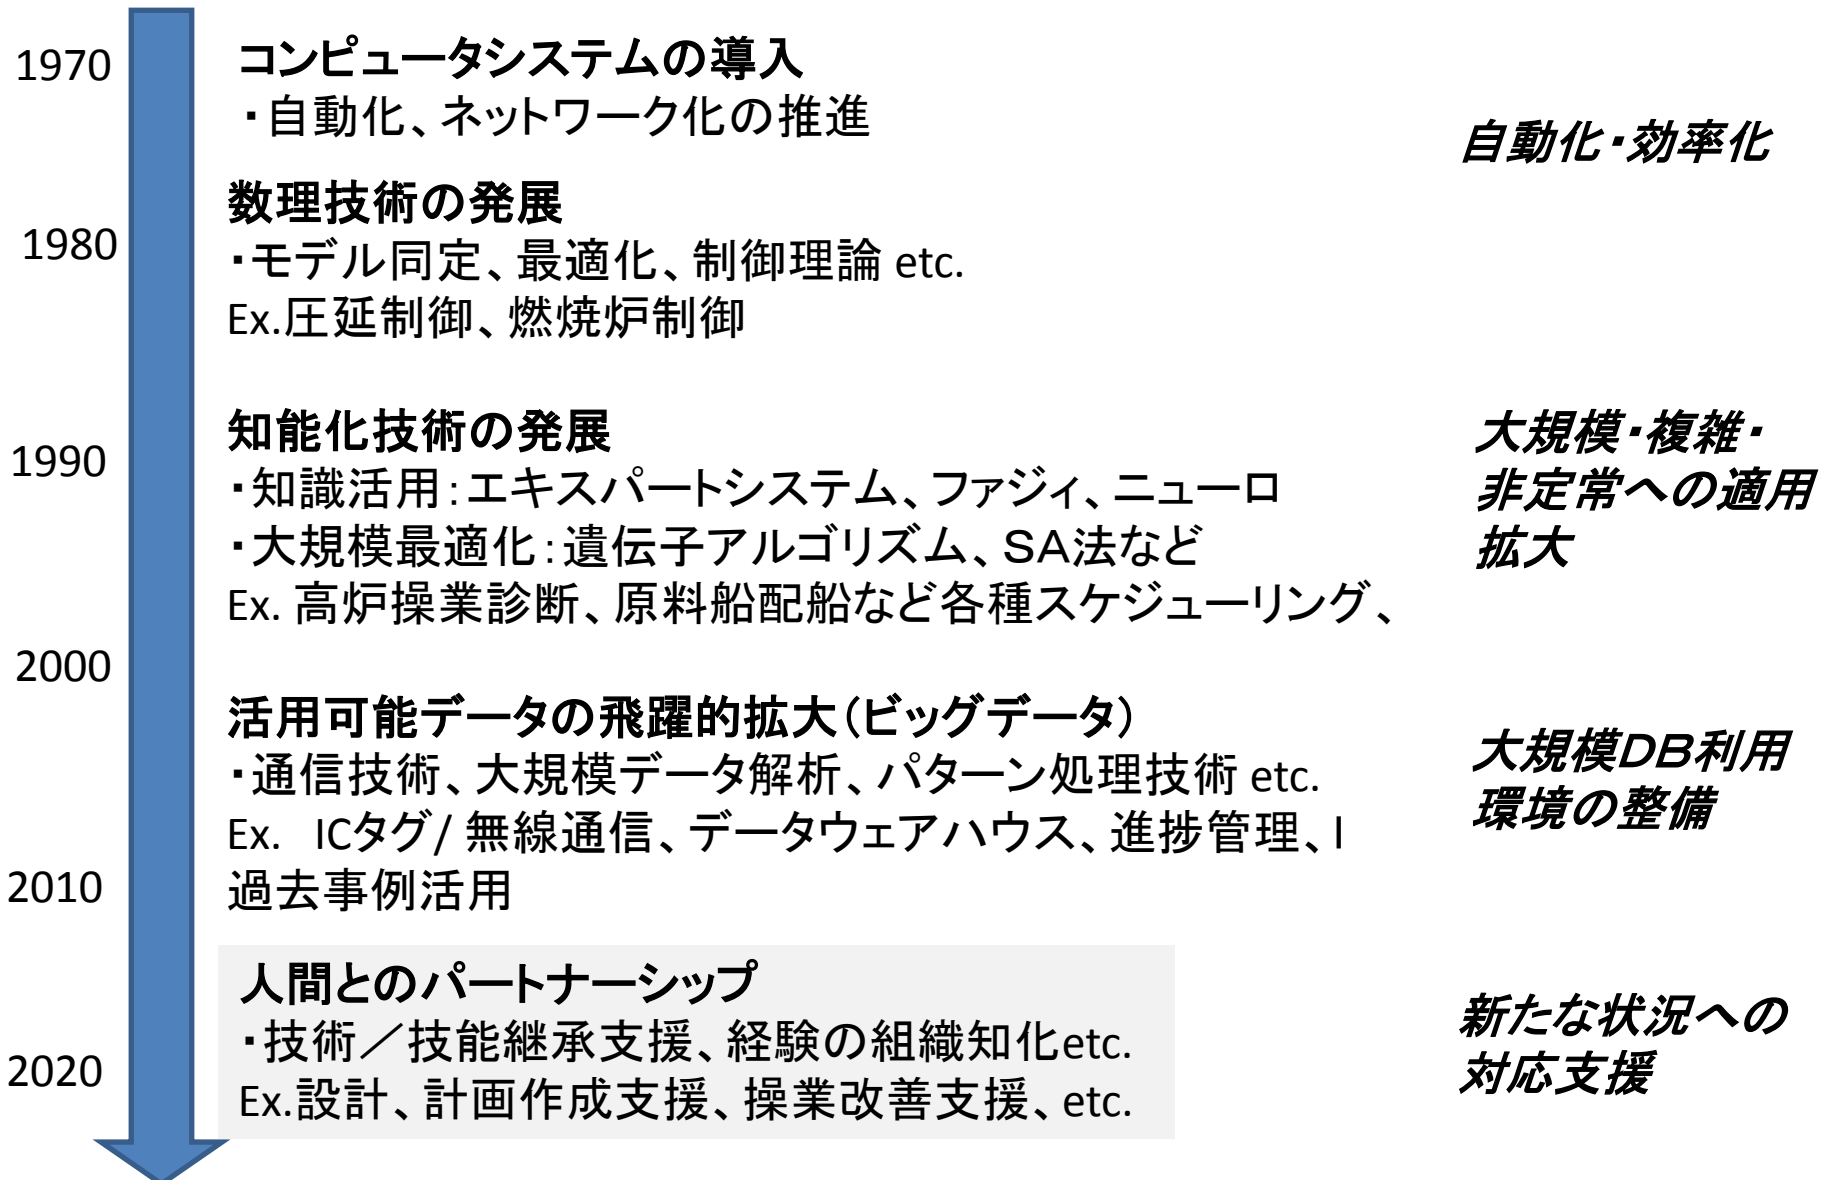 1970
コンピュータシステムの導入
・自動化、ネットワーク化の推進
自動化・効率化
数理技術の発展
1980
・モデル同定、最適化、制御理論 etc.
Ex.圧延制御、燃焼炉制御
知能化技術の発展
1990
・知識活用：エキスパートシステム、ファジィ、ニューロ
・大規模最適化：遺伝子アルゴリズム、ＳＡ法など
Ex. 高炉操業診断、原料船配船など各種スケジューリング、
大規模・複雑・
非定常への適用
拡大
2000
活用可能データの飛躍的拡大（ビッグデータ）
・通信技術、大規模データ解析、パターン処理技術 etc.
Ex. ICタグ/ 無線通信、データウェアハウス、進捗管理、I
過去事例活用
大規模ＤＢ利用
環境の整備
2010
人間とのパートナーシップ
・技術／技能継承支援、経験の組織知化etc.
Ex.設計、計画作成支援、操業改善支援、etc.
新たな状況への
対応支援
2020